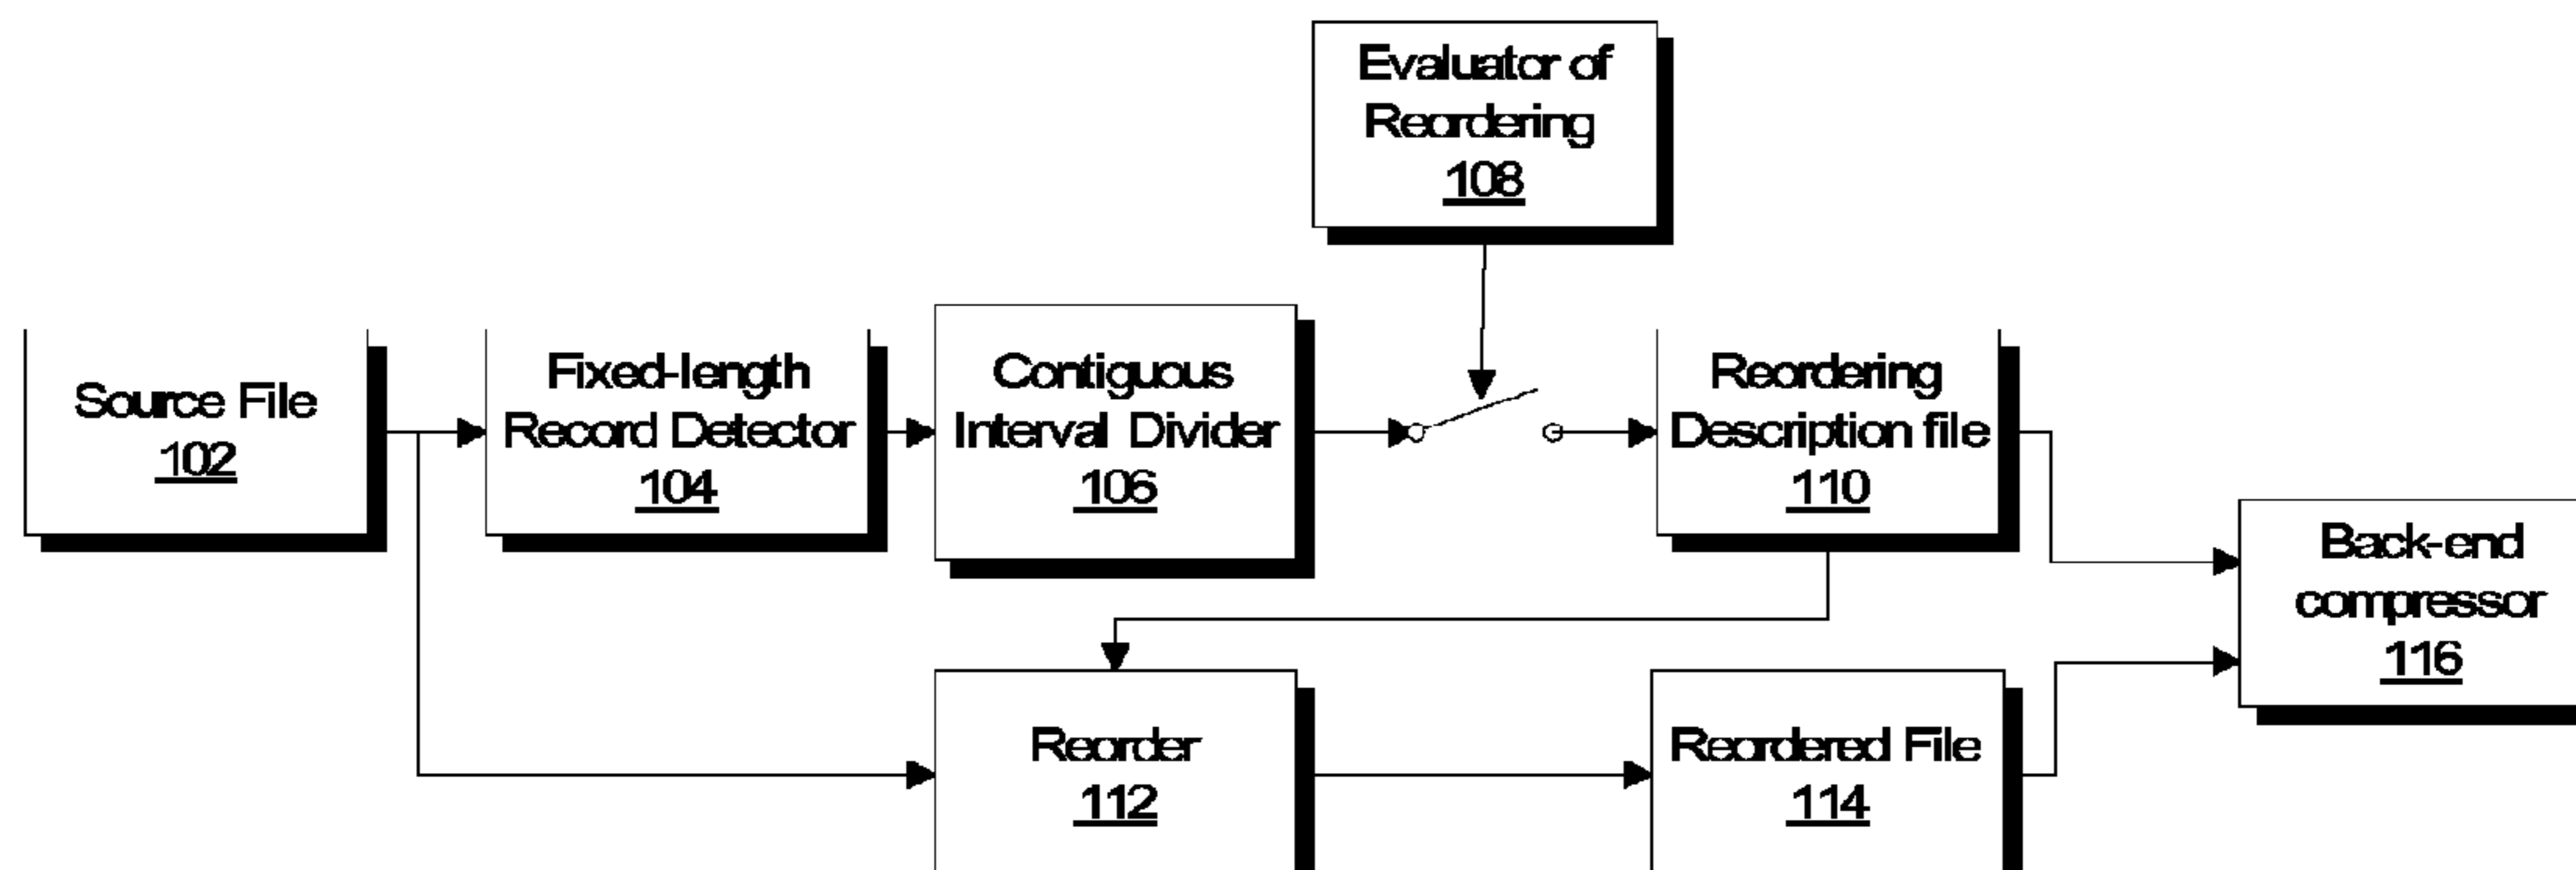 Evaluator of
Reordering
108
Source File
102
Fixed-length
Record Detector
104
Contiguous
Interval Divider
106
Reordering
Description file
110
Back-end
compressor
116
Reorder
112
Reordered File
114